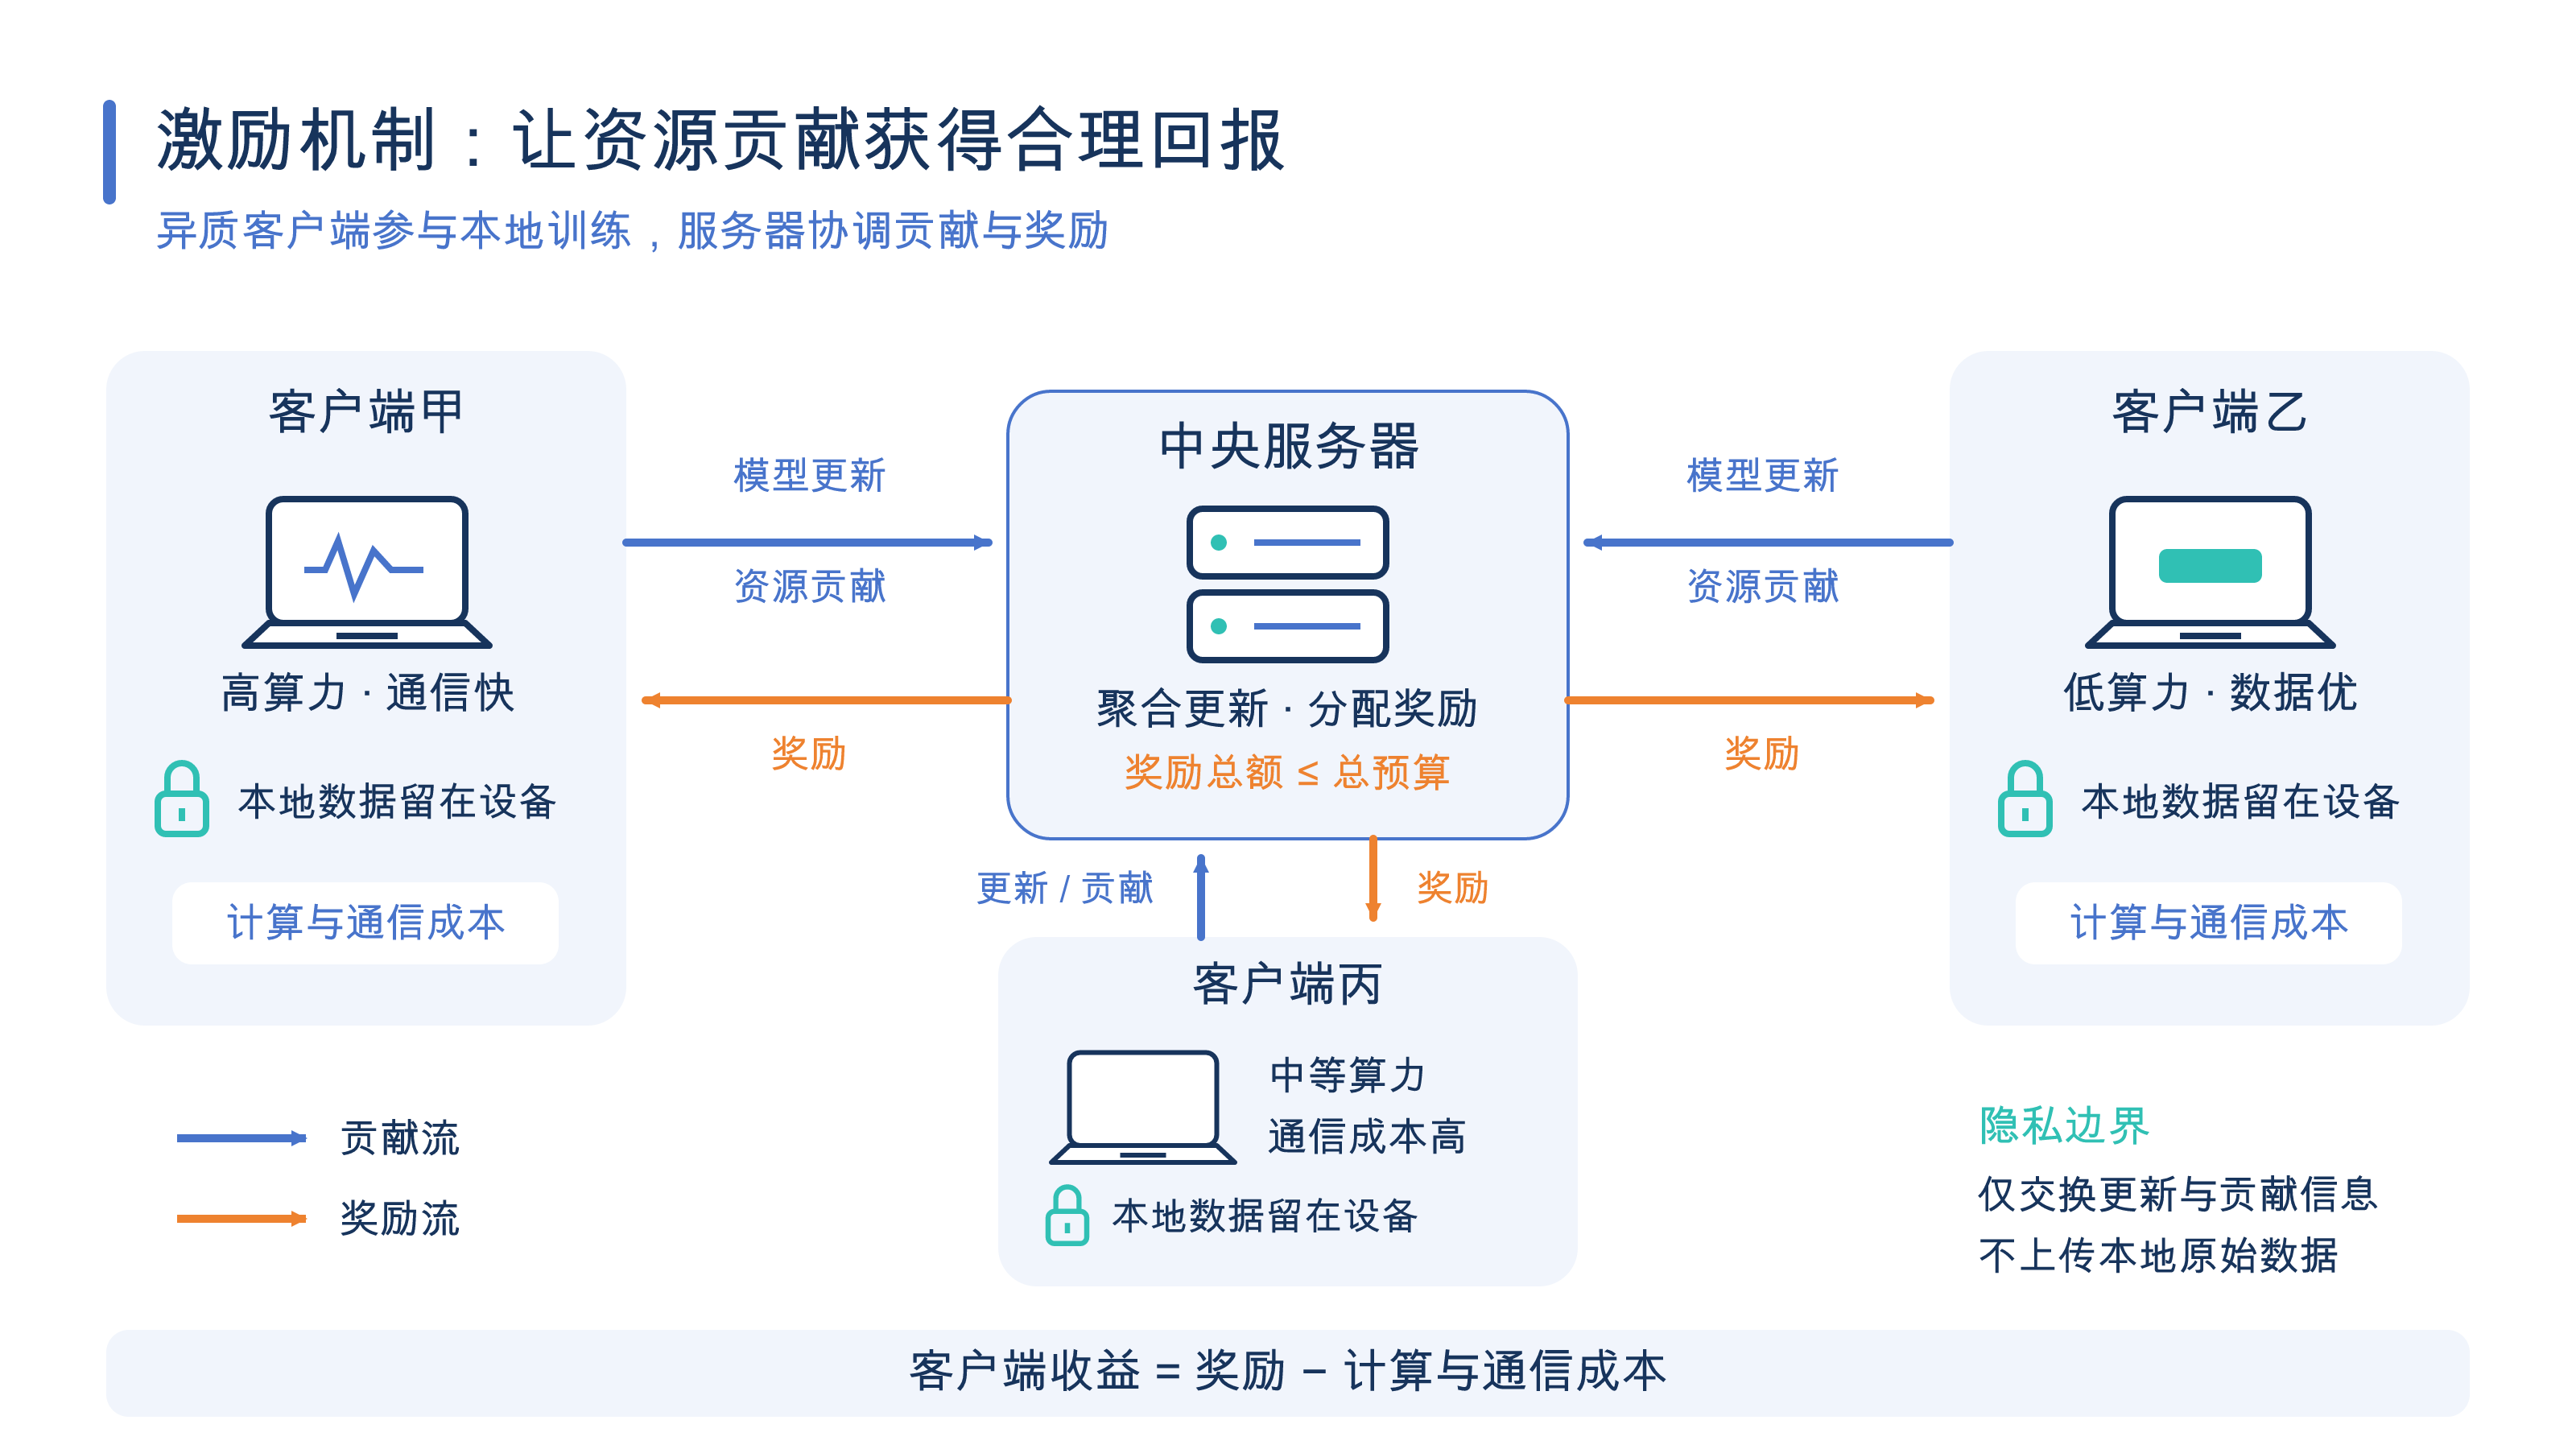 激励机制：让资源贡献获得合理回报
异质客户端参与本地训练，服务器协调贡献与奖励
客户端甲
高算力 · 通信快
本地数据留在设备
计算与通信成本
模型更新
资源贡献
奖励
中央服务器
聚合更新 · 分配奖励
奖励总额 ≤ 总预算
模型更新
资源贡献
奖励
客户端乙
低算力 · 数据优
本地数据留在设备
计算与通信成本
更新 / 贡献
奖励
客户端丙
中等算力
通信成本高
本地数据留在设备
贡献流
奖励流
隐私边界
仅交换更新与贡献信息
不上传本地原始数据
客户端收益 = 奖励 − 计算与通信成本